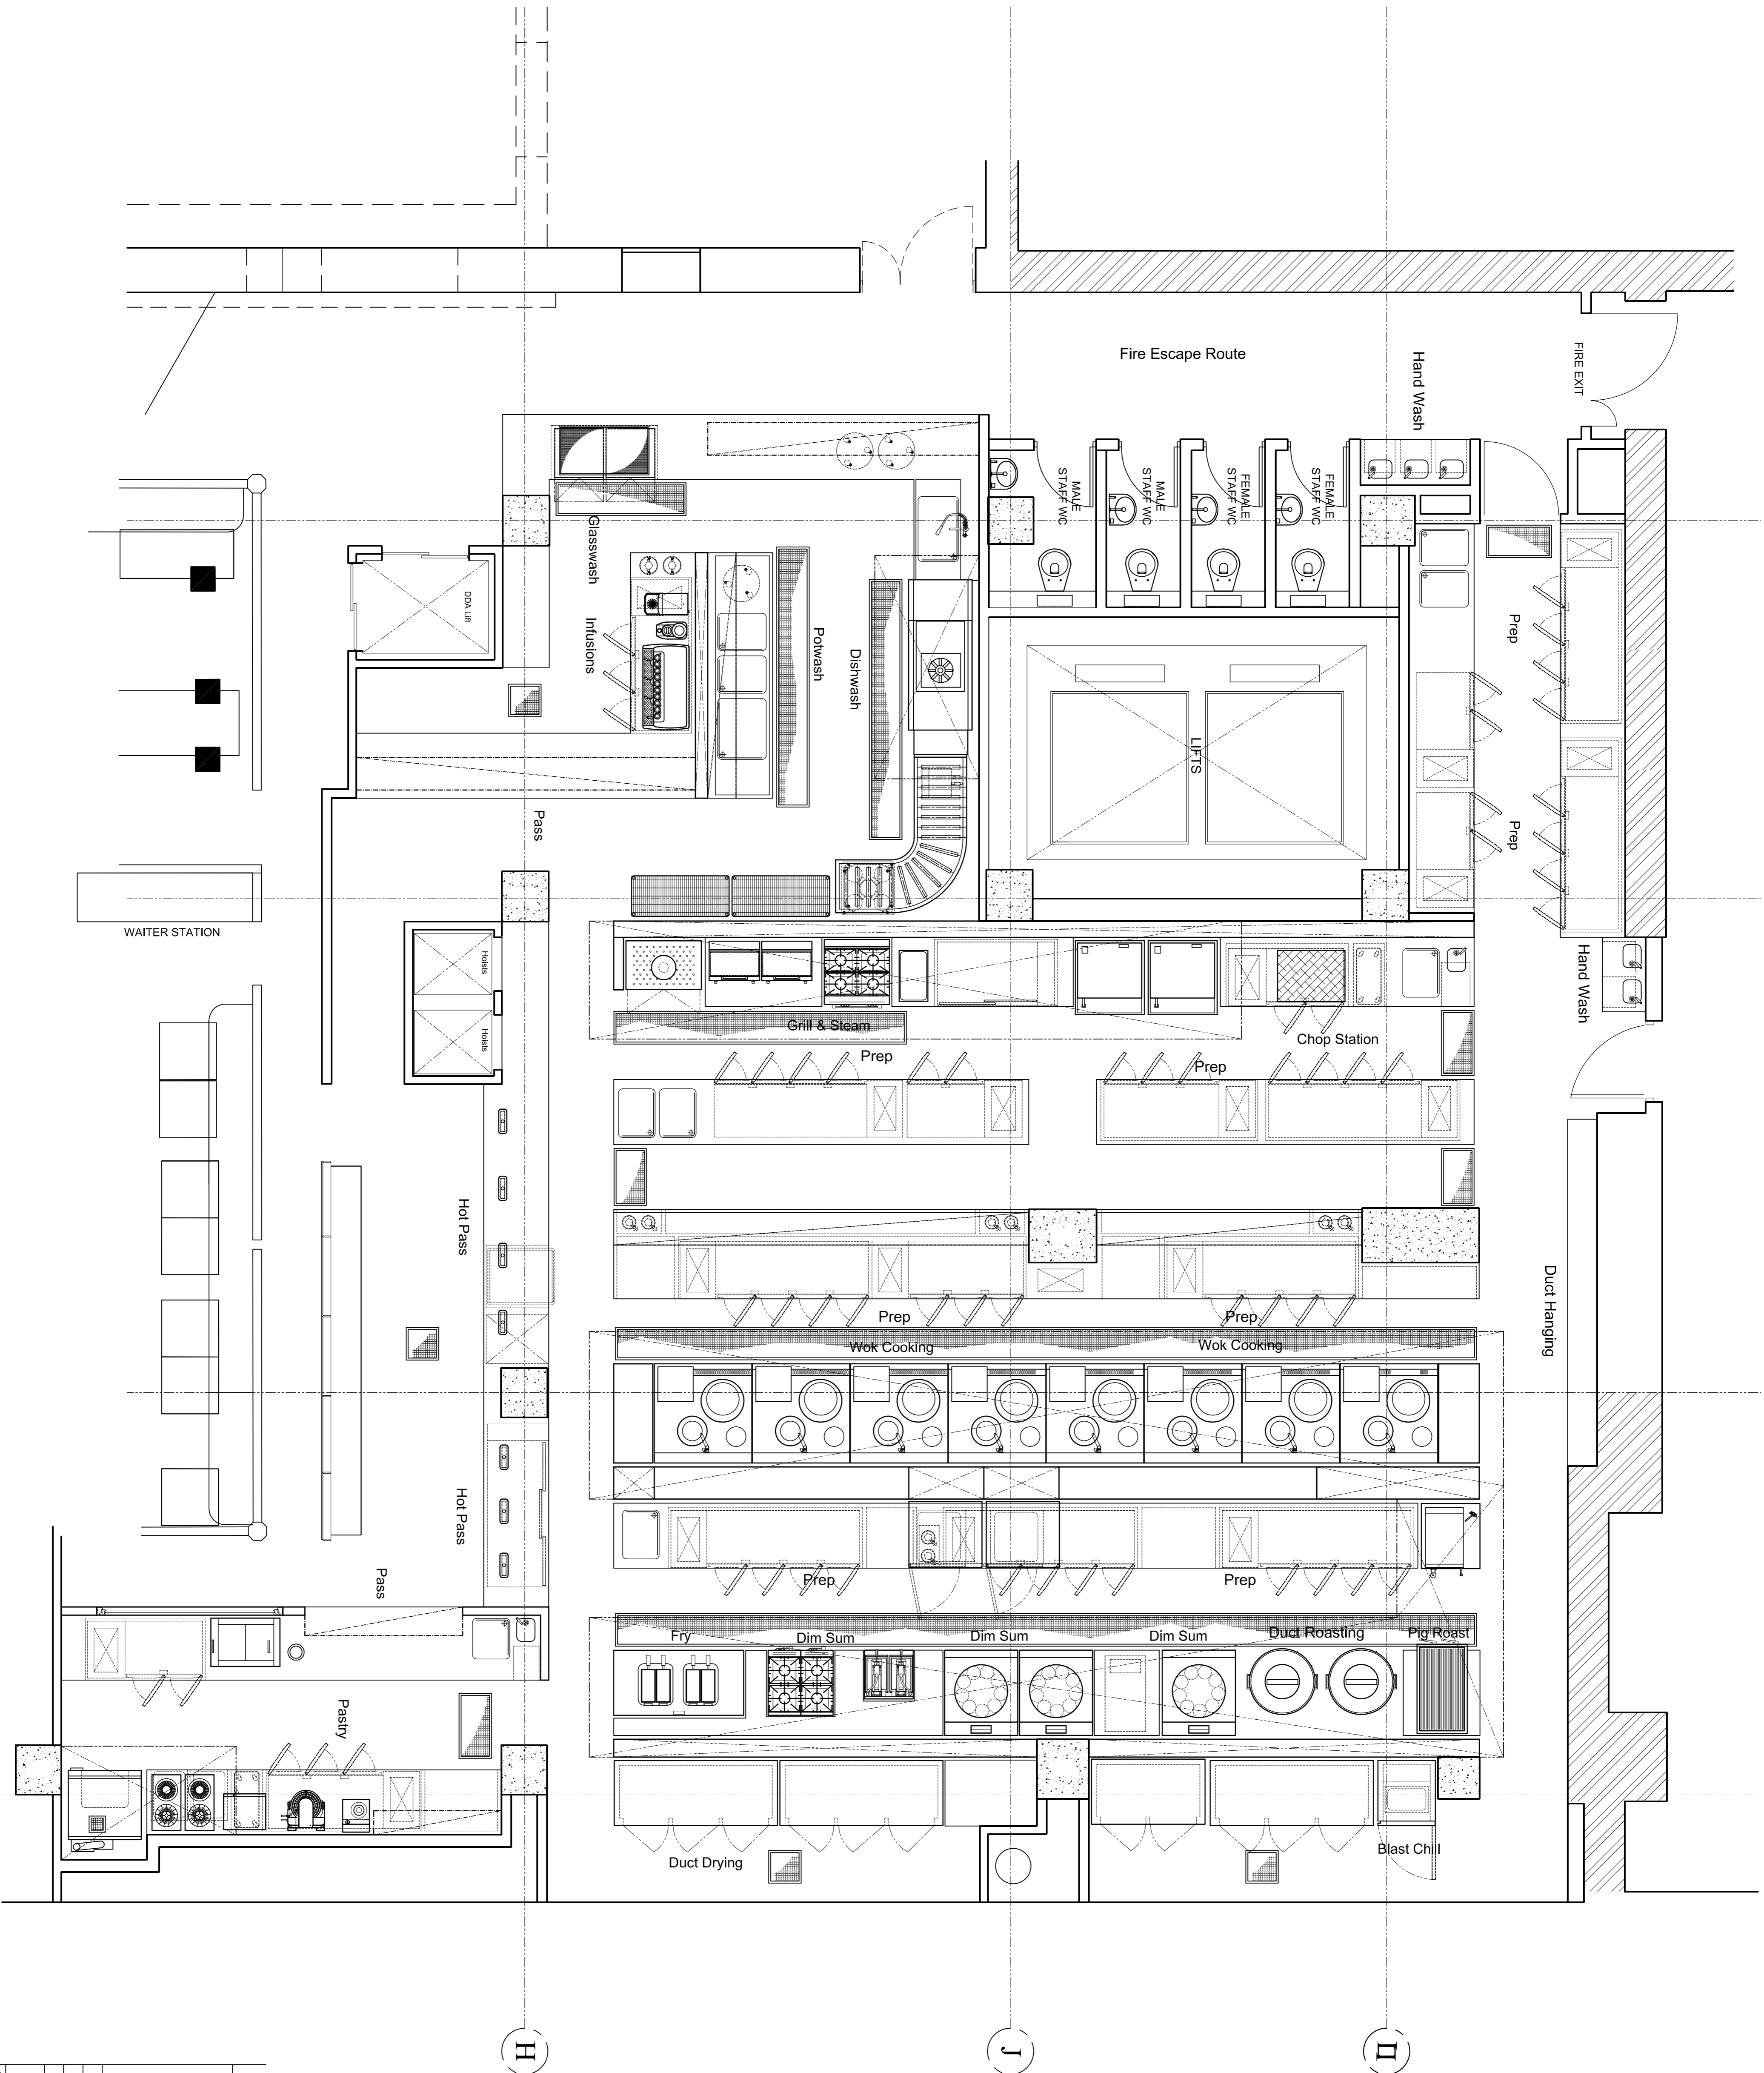 Fire Escape Route
Hand Wash
FIRE EXIT
MALE
STAFF WC
MALE
STAFF WC
FEMALE
STAFF WC
FEMALE
STAFF WC
Glasswash
DDA Lift
Infusions
Potwash
Dishwash
LIFTS
Prep
Prep
Pass
WAITER STATION
Hoists
Hoists
Hand Wash
Grill & Steam
Chop Station
Prep
Prep
Hot Pass
Duct Hanging
Prep
Prep
Wok Cooking
Wok Cooking
Hot Pass
Pass
Prep
Prep
Fry
Dim Sum
Dim Sum
Dim Sum
Duct Roasting
Pig Roast
Pastry
Duct Drying
Blast Chill
H
J